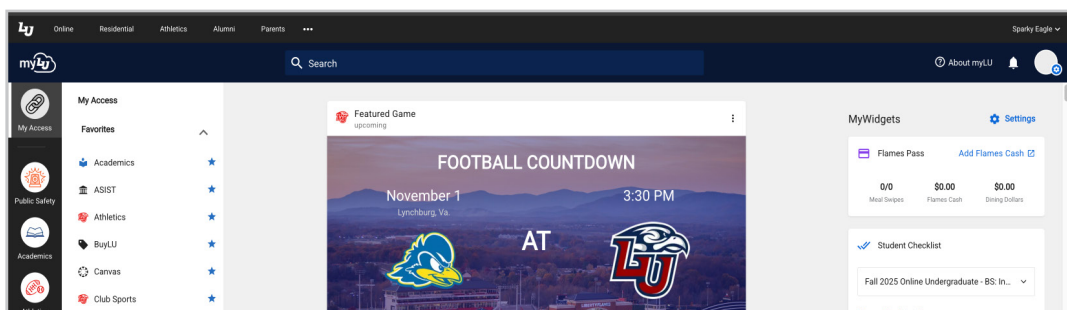 LU Online Residential Athletics Alumni Parents ••• Sparky Eagle
myLU Search About myLU
My Access
Public Safety
Academics
My Access
Favorites
Academics
ASIST
Athletics
BuyLU
Canvas
Club Sports
Featured Game
upcoming
FOOTBALL COUNTDOWN
November 1 3:30 PM
Lynchburg, Va.
AT
LU
MyWidgets Settings
Flames Pass Add Flames Cash
0/0 $0.00 $0.00
Meal Swipes Flames Cash Dining Dollars
Student Checklist
Fall 2025 Online Undergraduate - BS: In...